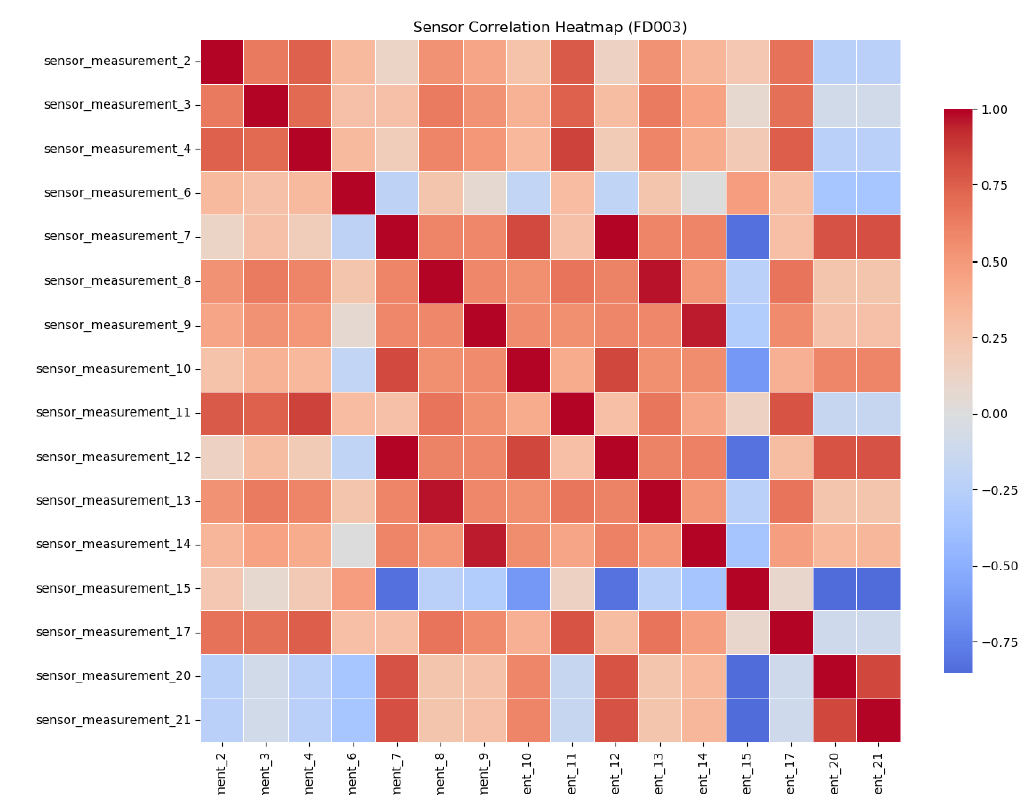 Sensor Correlation Heatmap (FD003)
sensor_measurement_2
sensor_measurement_3
sensor_measurement_4
sensor_measurement_6
sensor_measurement_7
sensor_measurement_8
sensor_measurement_9
sensor_measurement_10
sensor_measurement_11
sensor_measurement_12
sensor_measurement_13
sensor_measurement_14
sensor_measurement_15
sensor_measurement_17
sensor_measurement_20
sensor_measurement_21
1.00
0.75
0.50
0.25
0.00
−0.25
−0.50
−0.75
ment_2
ment_3
ment_4
ment_6
ment_7
ment_8
ment_9
ent_10
ent_11
ent_12
ent_13
ent_14
ent_15
ent_17
ent_20
ent_21